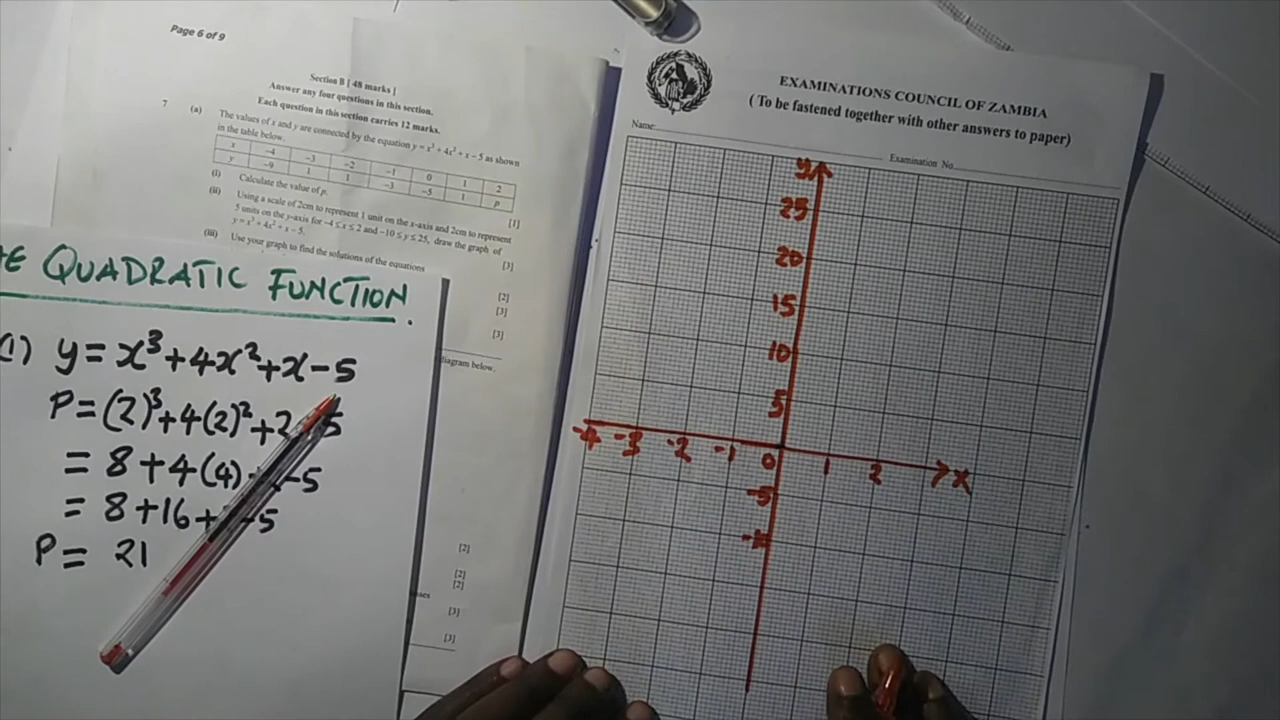 Page 6 of 9
Section B [ 48 marks ]
Answer any four questions in this section.
Each question in this section carries 12 marks.
7 (a) The values of x and y are connected by the equation y = x³ + 4x² + x − 5 as shown
in the table below.
x −4 −3 −2 −1 0 1 2
y −9 1 1 −3 −5 1 p
(i) Calculate the value of p. [1]
(ii) Using a scale of 2cm to represent 1 unit on the x-axis and 2cm to represent
5 units on the y-axis for −4 ≤ x ≤ 2 and −10 ≤ y ≤ 25, draw the graph of
y = x³ + 4x² + x − 5. [3]
(iii) Use your graph to find the solutions of the equations
[2]
[3]
[3]
diagram below.
[2]
[2]
[2]
[3]
[3]
QUADRATIC FUNCTION.
y = x³ + 4x² + x − 5
P = (2)³ + 4(2)² + 2 5
= 8 + 4(4) − 5
= 8 + 16 + − 5
P = 21
EXAMINATIONS COUNCIL OF ZAMBIA
( To be fastened together with other answers to paper)
Name: Examination No.
y
25
20
15
10
5
-4 -3 -2 -1 0 1 2 x
-5
-10